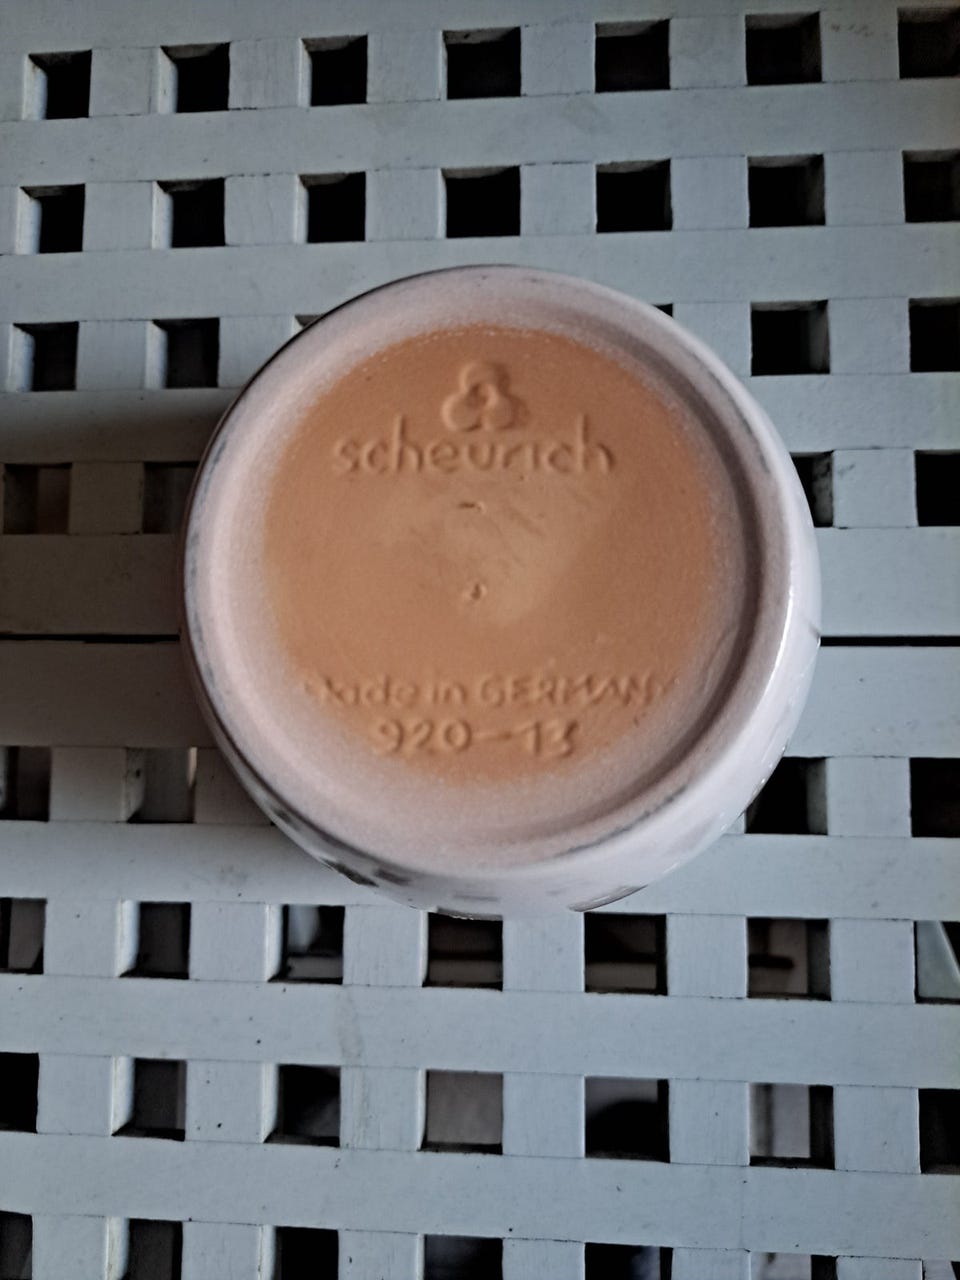 scheurich
Made in GERMANY
920-13